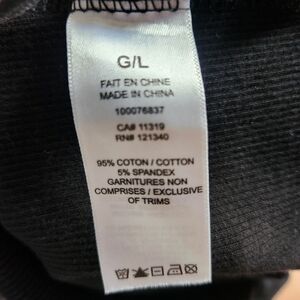 G/L
FAIT EN CHINE
MADE IN CHINA
100076837
CA# 11319
RN# 121340
95% COTON / COTTON
5% SPANDEX
GARNITURES NON
COMPRISES / EXCLUSIVE
OF TRIMS